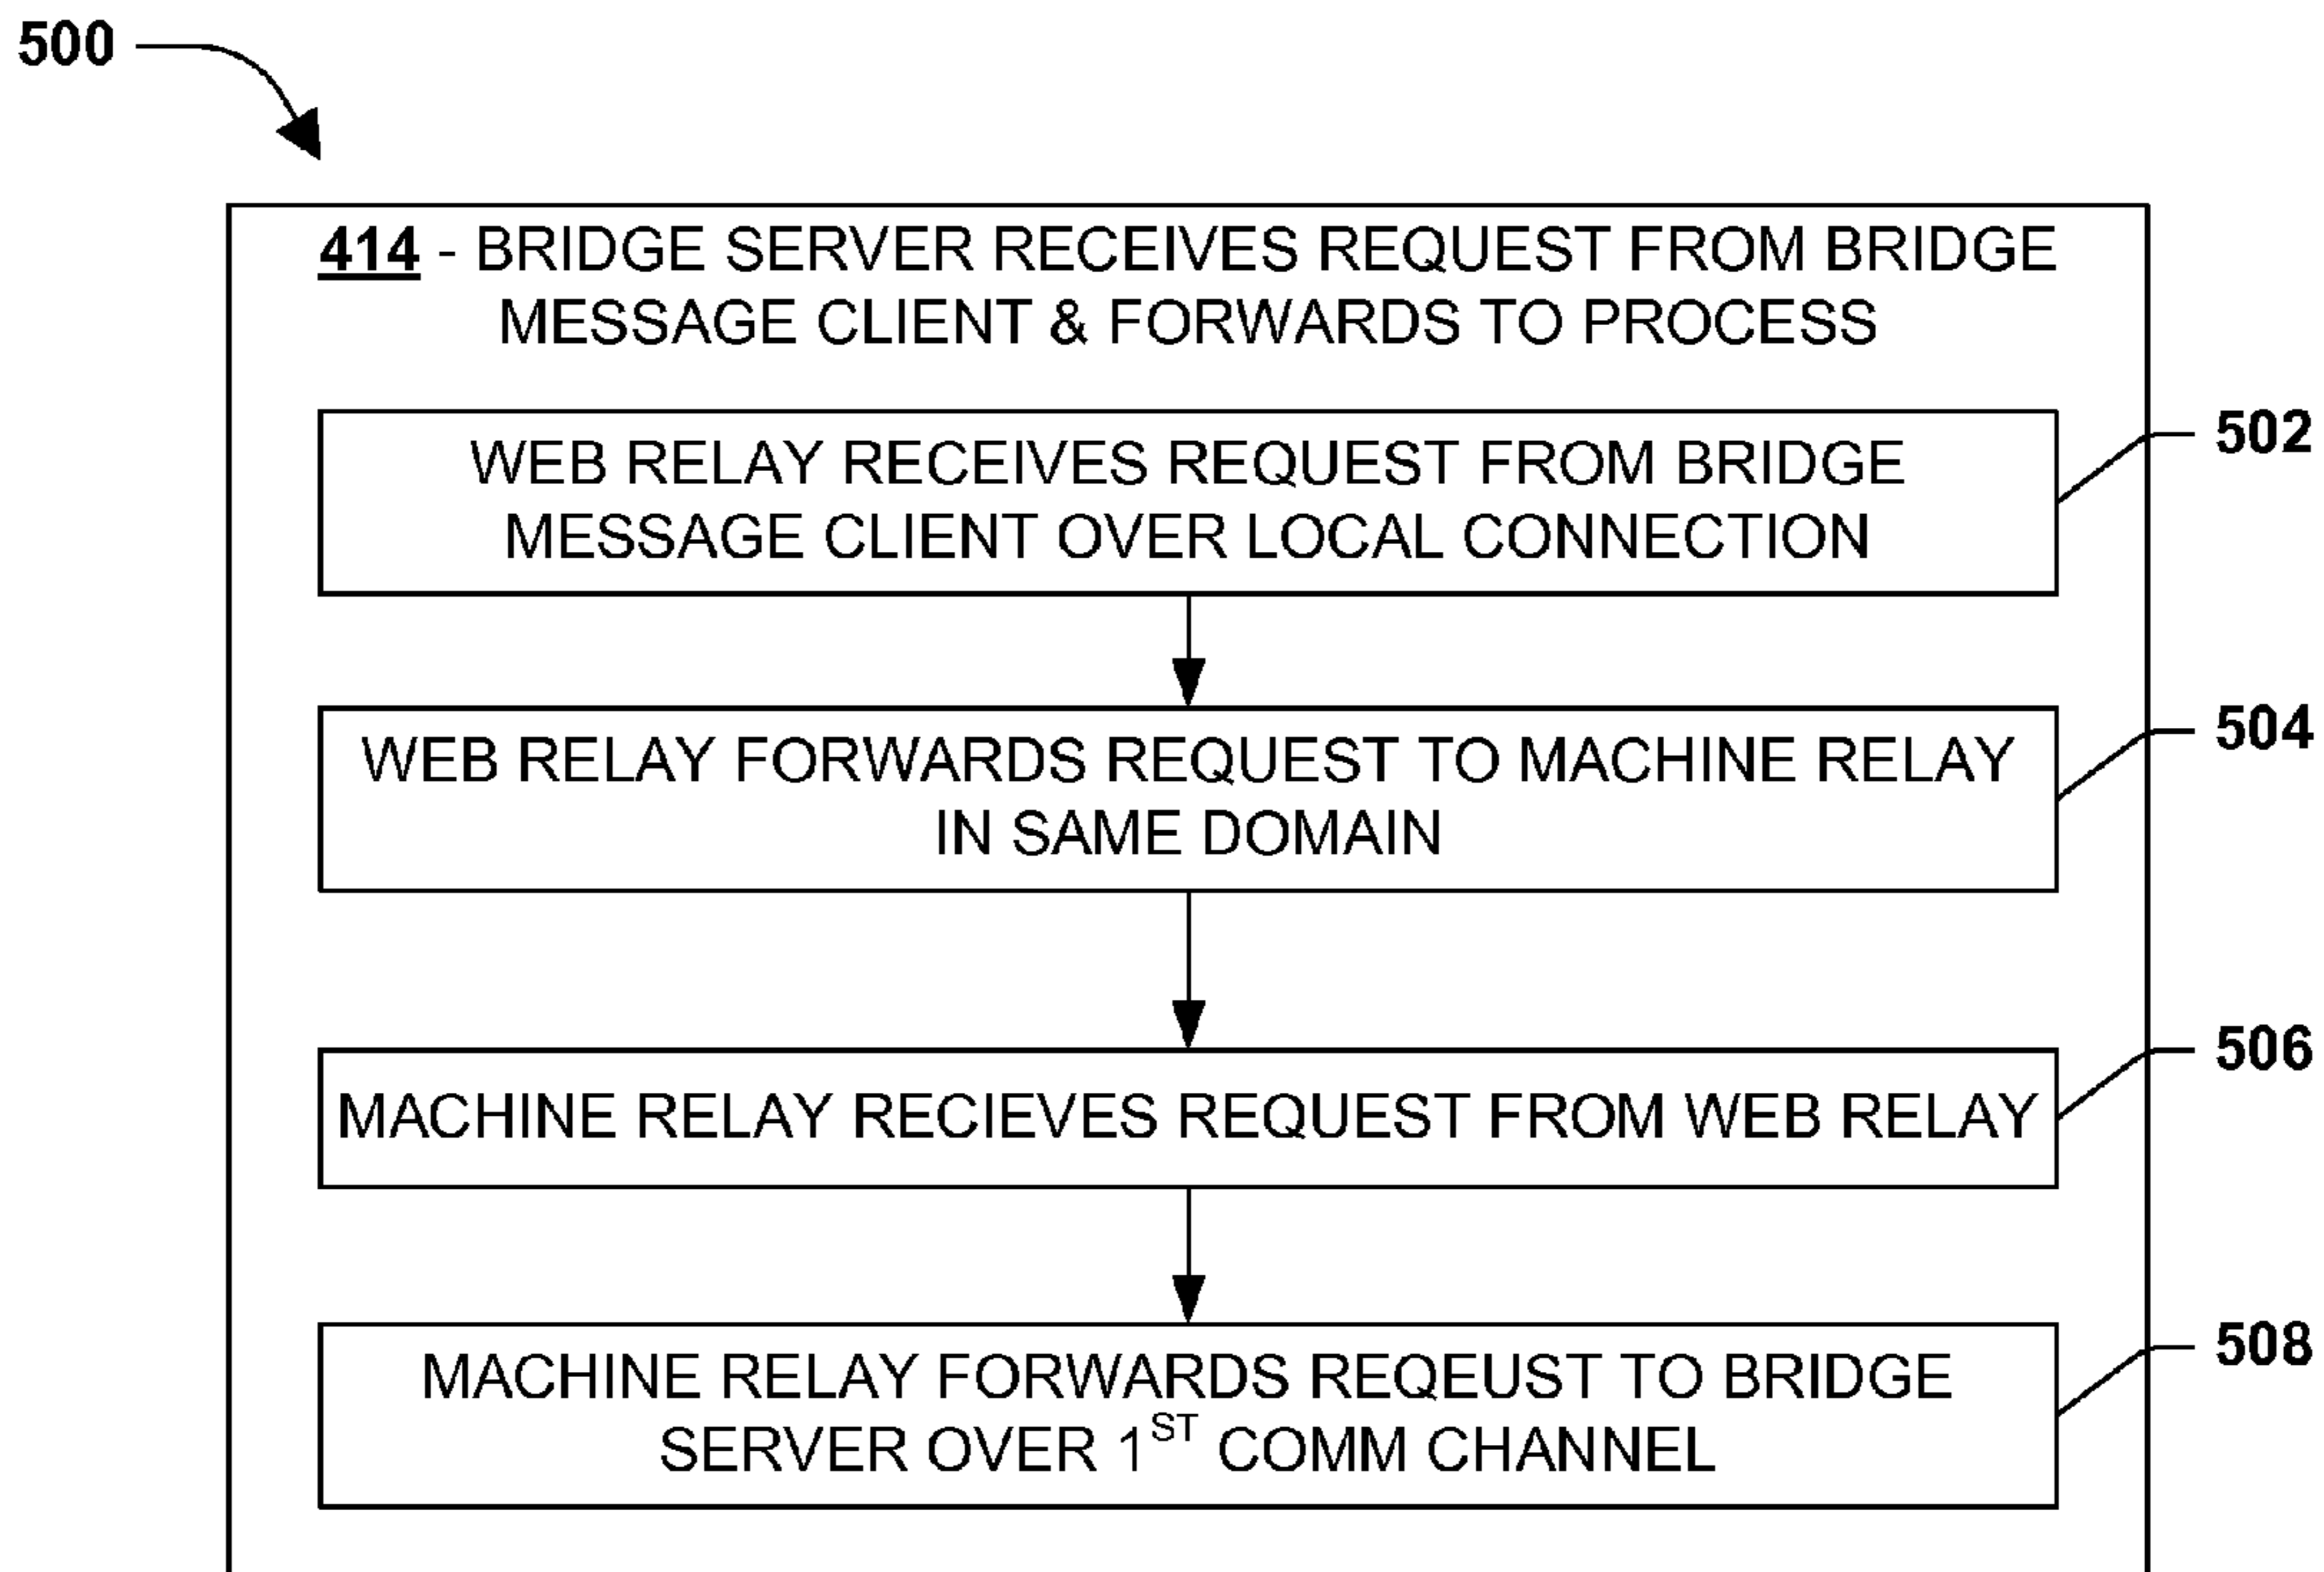 500
414 - BRIDGE SERVER RECEIVES REQUEST FROM BRIDGE
MESSAGE CLIENT & FORWARDS TO PROCESS
WEB RELAY RECEIVES REQUEST FROM BRIDGE
MESSAGE CLIENT OVER LOCAL CONNECTION
502
WEB RELAY FORWARDS REQUEST TO MACHINE RELAY
IN SAME DOMAIN
504
MACHINE RELAY RECIEVES REQUEST FROM WEB RELAY
506
MACHINE RELAY FORWARDS REQEUST TO BRIDGE
SERVER OVER 1ST COMM CHANNEL
508